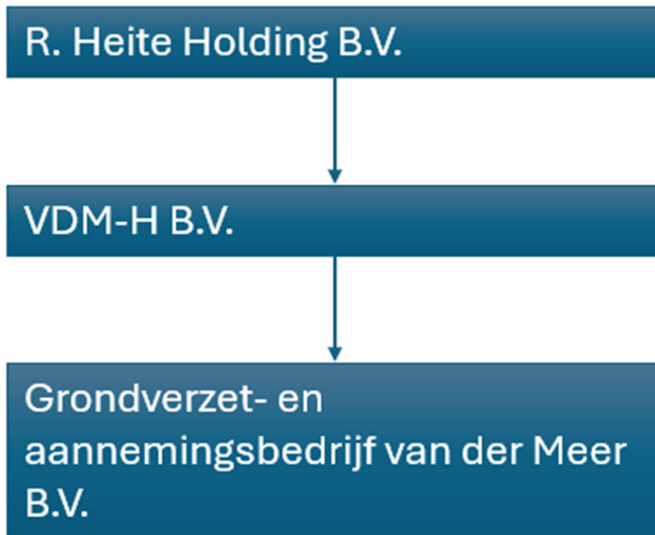 R. Heite Holding B.V.
VDM-H B.V.
Grondverzet- en
aannemingsbedrijf van der Meer
B.V.